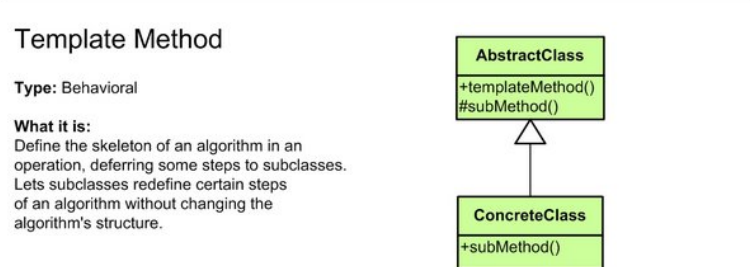 Template Method
Type: Behavioral
What it is:
Define the skeleton of an algorithm in an
operation, deferring some steps to subclasses.
Lets subclasses redefine certain steps
of an algorithm without changing the
algorithm's structure.
AbstractClass
+templateMethod()
#subMethod()
ConcreteClass
+subMethod()